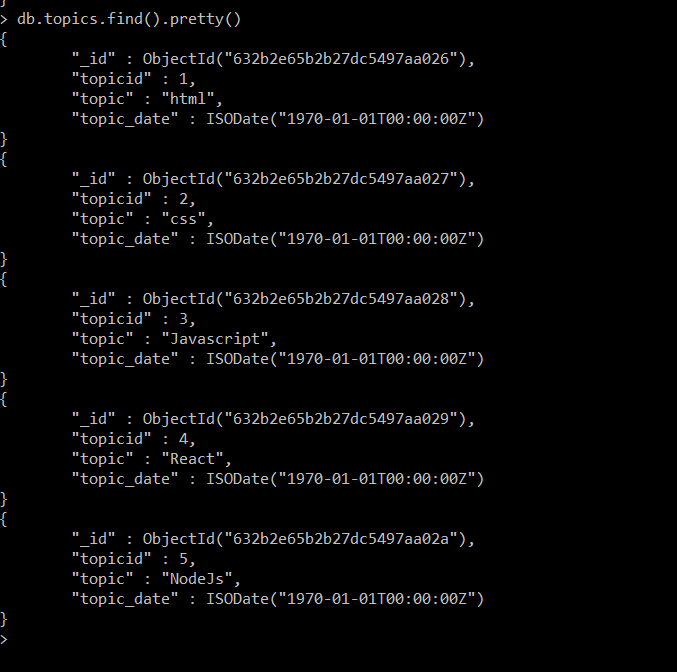 }
> db.topics.find().pretty()
{
"_id" : ObjectId("632b2e65b2b27dc5497aa026"),
"topicid" : 1,
"topic" : "html",
"topic_date" : ISODate("1970-01-01T00:00:00Z")
}
{
"_id" : ObjectId("632b2e65b2b27dc5497aa027"),
"topicid" : 2,
"topic" : "css",
"topic_date" : ISODate("1970-01-01T00:00:00Z")
}
{
"_id" : ObjectId("632b2e65b2b27dc5497aa028"),
"topicid" : 3,
"topic" : "Javascript",
"topic_date" : ISODate("1970-01-01T00:00:00Z")
}
{
"_id" : ObjectId("632b2e65b2b27dc5497aa029"),
"topicid" : 4,
"topic" : "React",
"topic_date" : ISODate("1970-01-01T00:00:00Z")
}
{
"_id" : ObjectId("632b2e65b2b27dc5497aa02a"),
"topicid" : 5,
"topic" : "NodeJs",
"topic_date" : ISODate("1970-01-01T00:00:00Z")
}
>